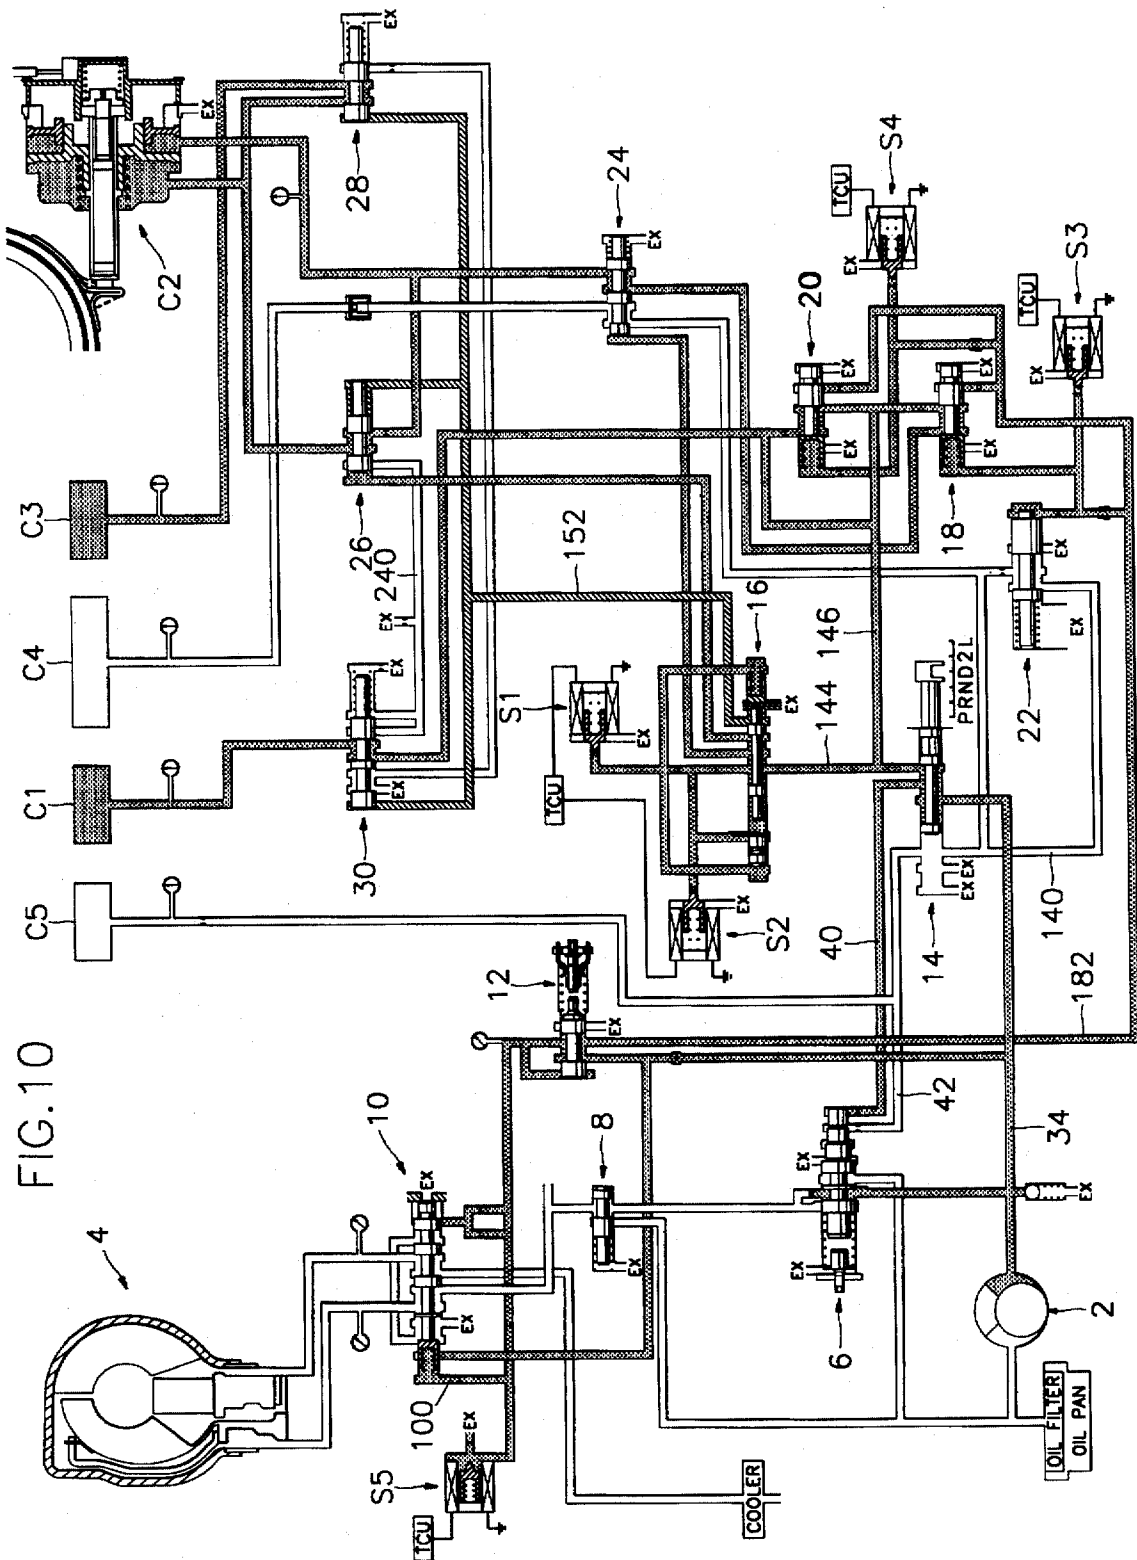 FIG.10
4
10
S5
TCU
EX
100
EX
EX
COOLER
8
EX
12
EX
6
EX
EX
2
OIL FILTER
OIL PAN
EX
34
42
40
182
14
EX
EX
140
PRND2L
144
146
C5
C1
C4
C3
C2
EX
30
EX
EX
EX
240
26
28
EX
152
S1
EX
TCU
S2
EX
16
EX
24
EX
20
EX
EX
18
EX
EX
S4
TCU
EX
S3
TCU
EX
22
EX
EX